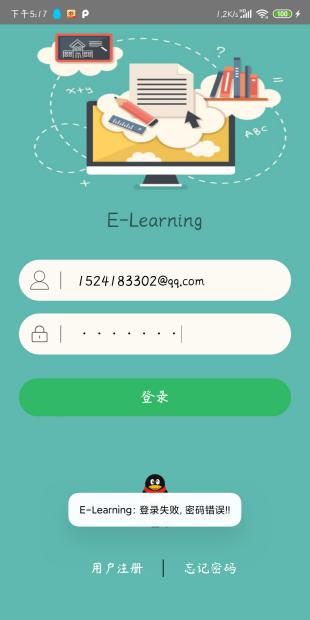 下午5:17
1.2K/s HD 100
x+y
?
=
ABC
+
E-Learning
1524183302@qq.com
·······
登录
E-Learning: 登录失败, 密码错误!!
用户注册 | 忘记密码